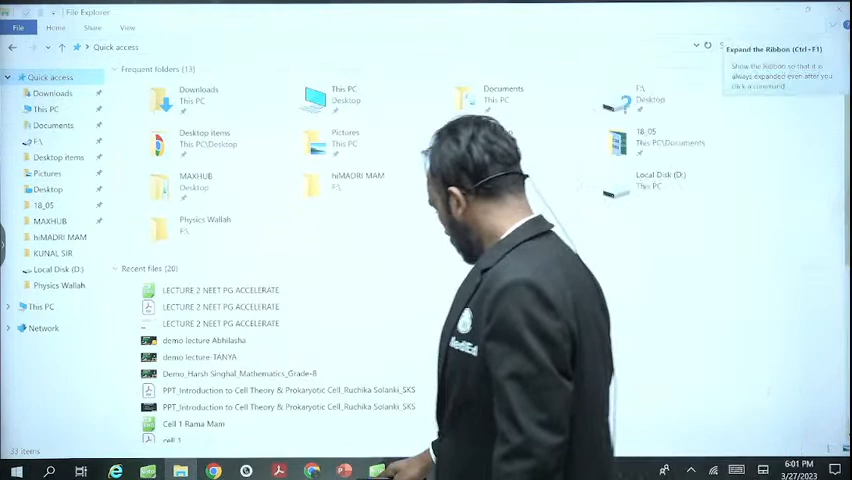 File Explorer
File
Home
Share
View
Quick access
Expand the Ribbon (Ctrl+F1)
Show the Ribbon so that it is
always expanded even after you
click a command.
Quick access
Downloads
This PC
Documents
F:\
Desktop items
Pictures
Desktop
18_05
MAXHUB
hiMADRI MAM
KUNAL SIR
Local Disk (D:)
Physics Wallah
This PC
Network
Frequent folders (13)
Downloads
This PC
This PC
Desktop
Documents
This PC
F:\
Desktop
Desktop items
This PC\Desktop
Pictures
This PC
18_05
This PC\Documents
MAXHUB
Desktop
hiMADRI MAM
F:\
Local Disk (D:)
This PC
Physics Wallah
F:\
Recent files (20)
LECTURE 2 NEET PG ACCELERATE
LECTURE 2 NEET PG ACCELERATE
LECTURE 2 NEET PG ACCELERATE
demo lecture Abhilasha
demo lecture-TANYA
Demo_Harsh Singhal_Mathematics_Grade-8
PPT_Introduction to Cell Theory & Prokaryotic Cell_Ruchika Solanki_SKS
PPT_Introduction to Cell Theory & Prokaryotic Cell_Ruchika Solanki_SKS
Cell 1 Rama Mam
cell 1
33 items
MedEd
6:01 PM
3/27/2023